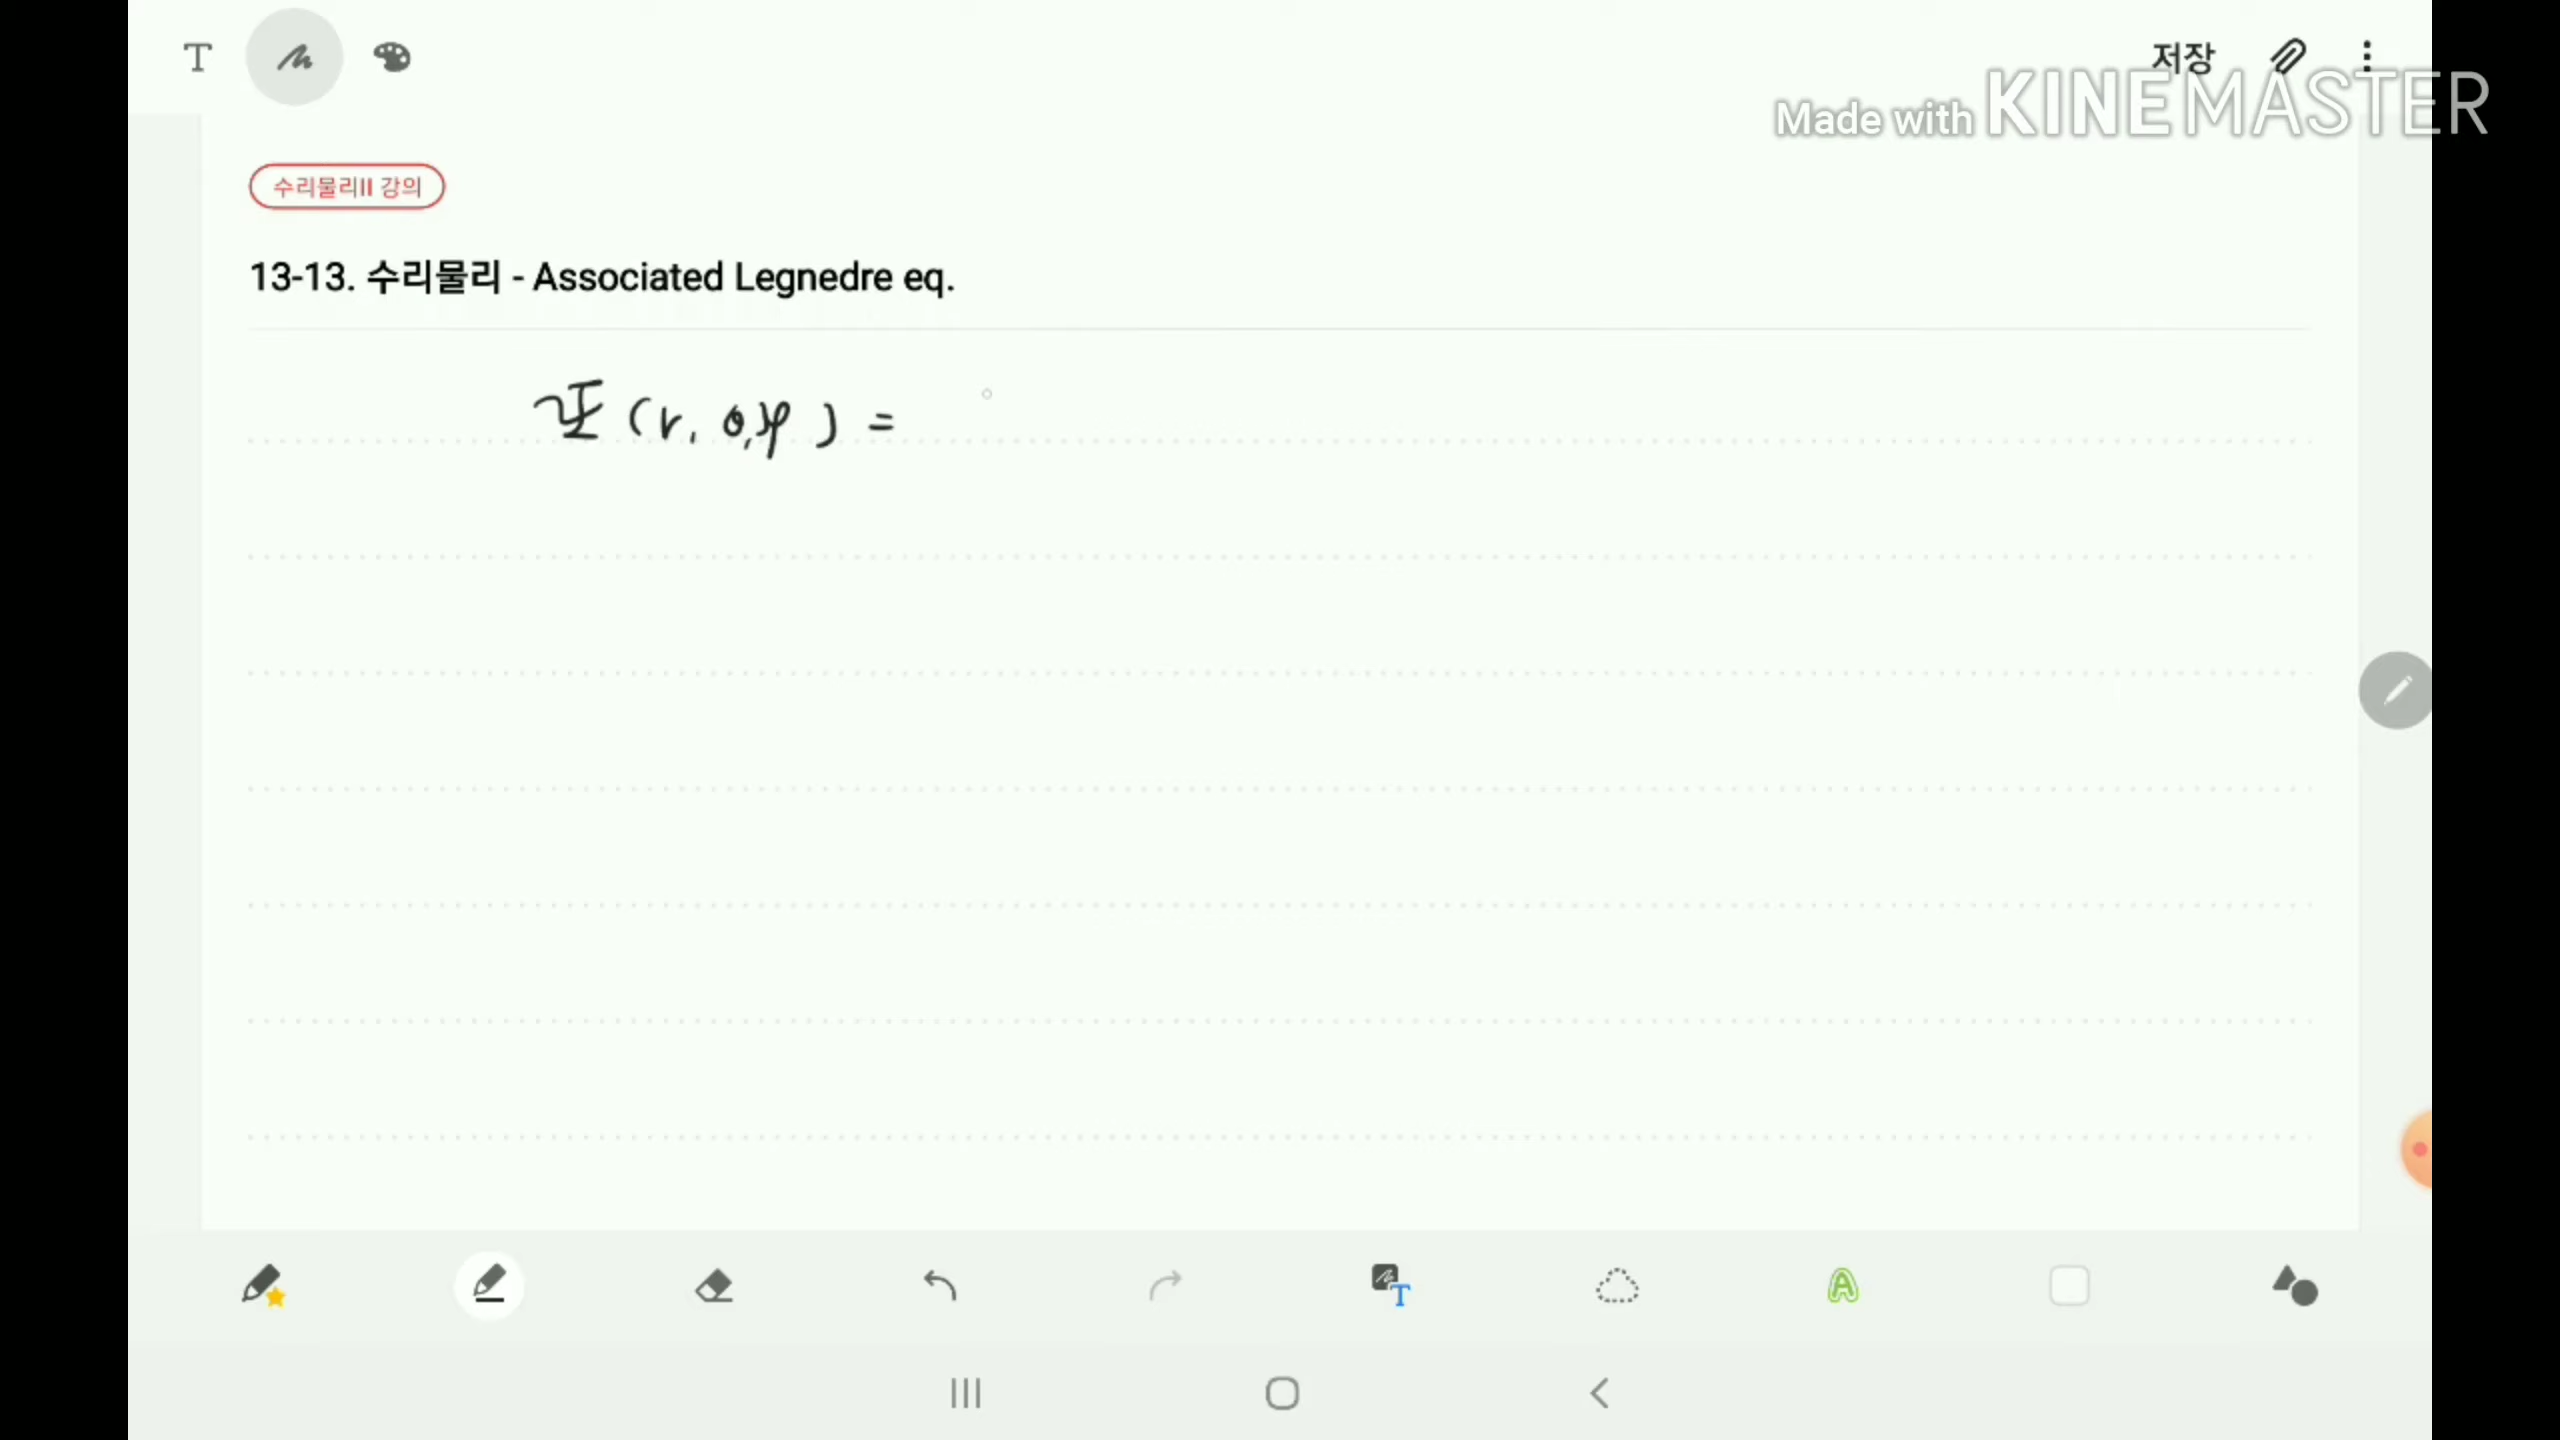 T
저장
Made with KINEMASTER
수리물리II 강의
13-13. 수리물리 - Associated Legnedre eq.
Ψ (r, θ, φ) =